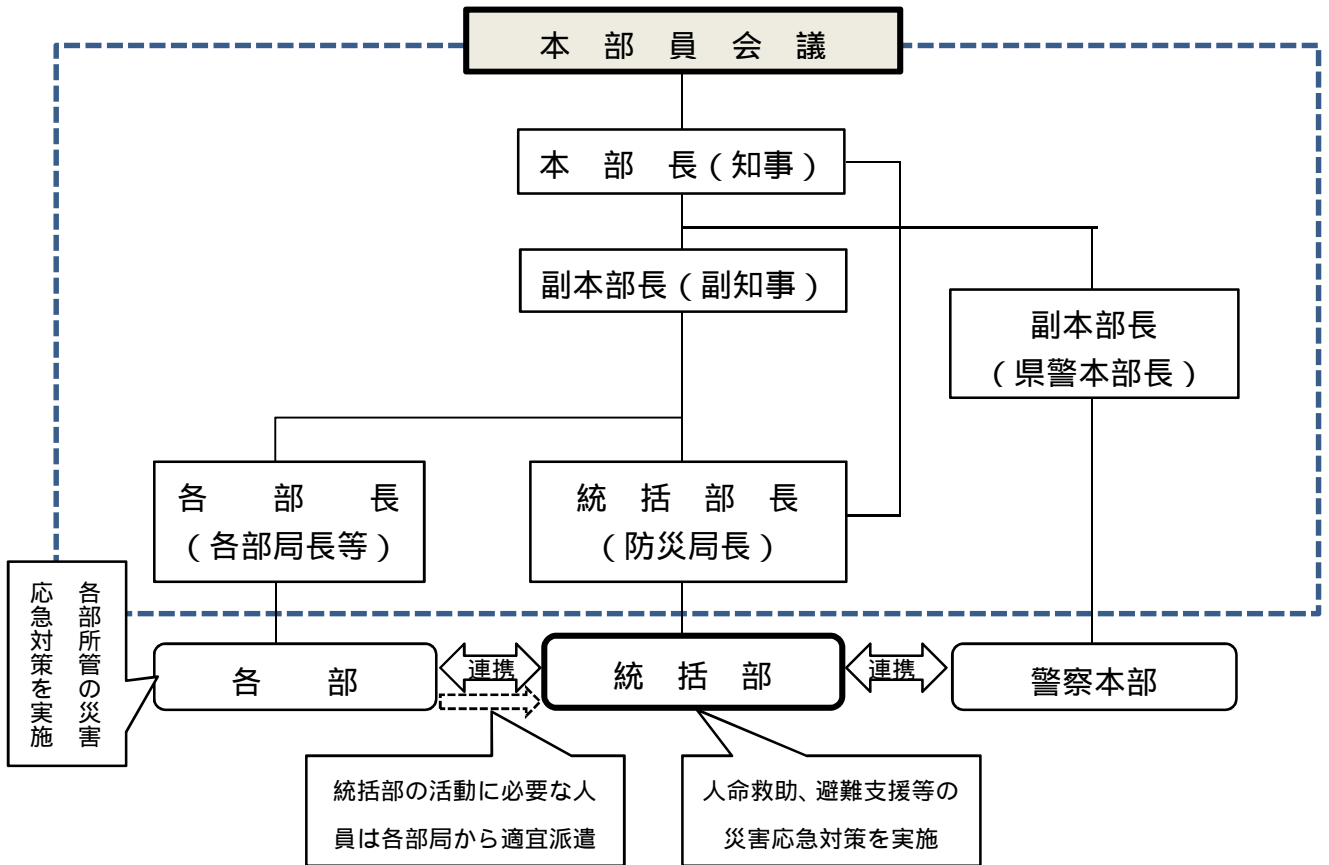 本部員会議
本部長(知事)
副本部長(副知事)
副本部長
(県警本部長)
各部長
(各部局長等)
統括部長
(防災局長)
各部所管の災害
応急対策を実施
各部
連携
統括部
連携
警察本部
統括部の活動に必要な人
員は各部局から適宜派遣
人命救助、避難支援等の
災害応急対策を実施